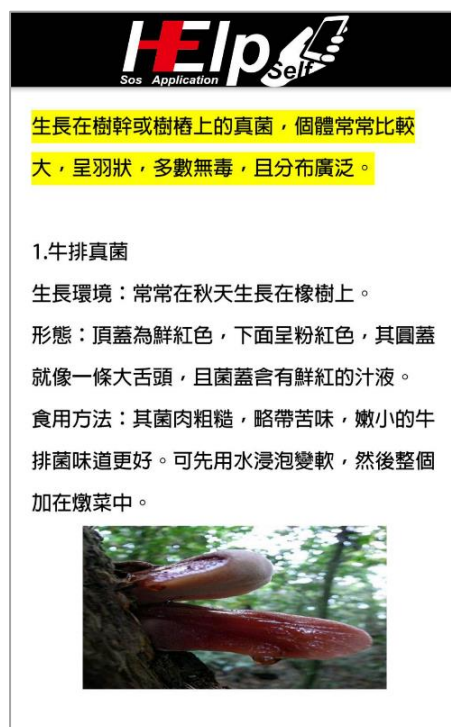 HElp
Self
Sos Application
生長在樹幹或樹樁上的真菌，個體常常比較
大，呈羽狀，多數無毒，且分布廣泛。
1.牛排真菌
生長環境：常常在秋天生長在橡樹上。
形態：頂蓋為鮮紅色，下面呈粉紅色，其圓蓋
就像一條大舌頭，且菌蓋含有鮮紅的汁液。
食用方法：其菌肉粗糙，略帶苦味，嫩小的牛
排菌味道更好。可先用水浸泡變軟，然後整個
加在燉菜中。